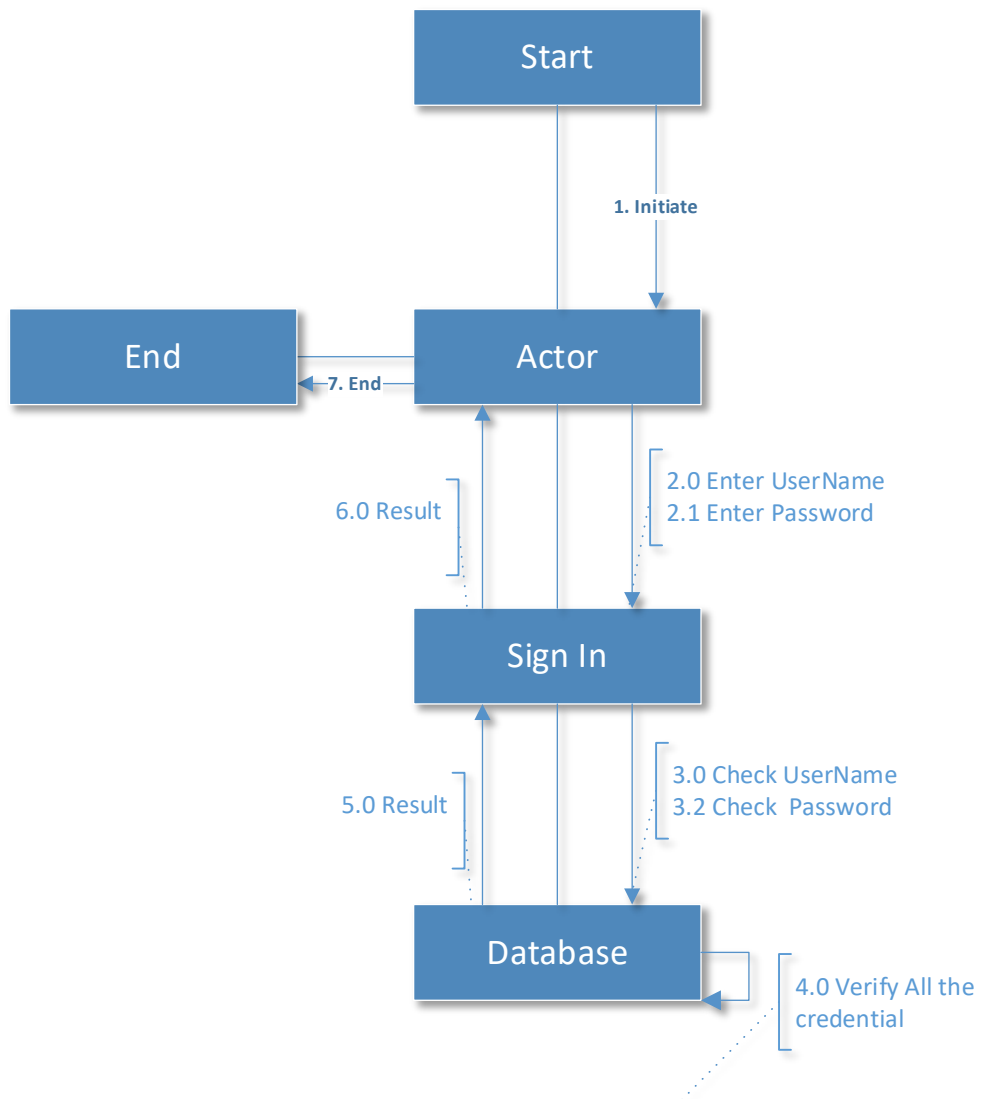 Start
1. Initiate
End
Actor
7. End
2.0 Enter UserName
2.1 Enter Password
6.0 Result
Sign In
3.0 Check UserName
3.2 Check  Password
5.0 Result
Database
4.0 Verify All the
credential